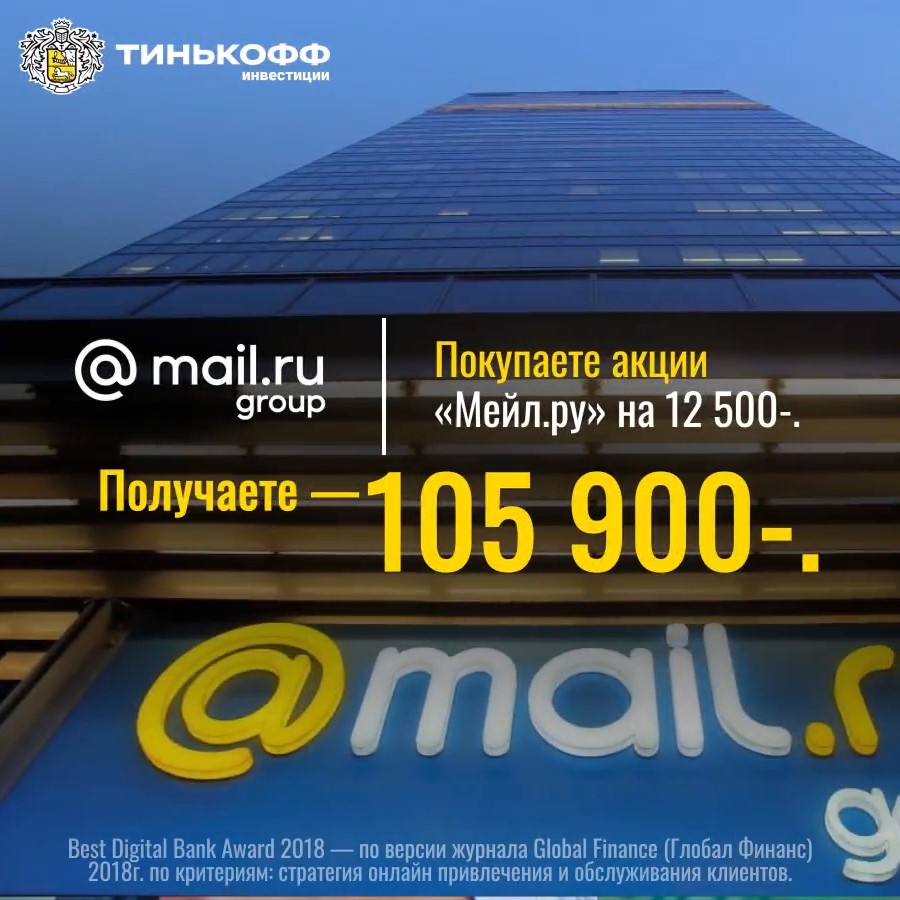 ТИНЬКОФФ
инвестиции
@mail.ru
group
Покупаете акции
«Мейл.ру» на 12 500-.
Получаете — 105 900-.
@mail.r
Best Digital Bank Award 2018 — по версии журнала Global Finance (Глобал Финанс)
2018г. по критериям: стратегия онлайн привлечения и обслуживания клиентов.